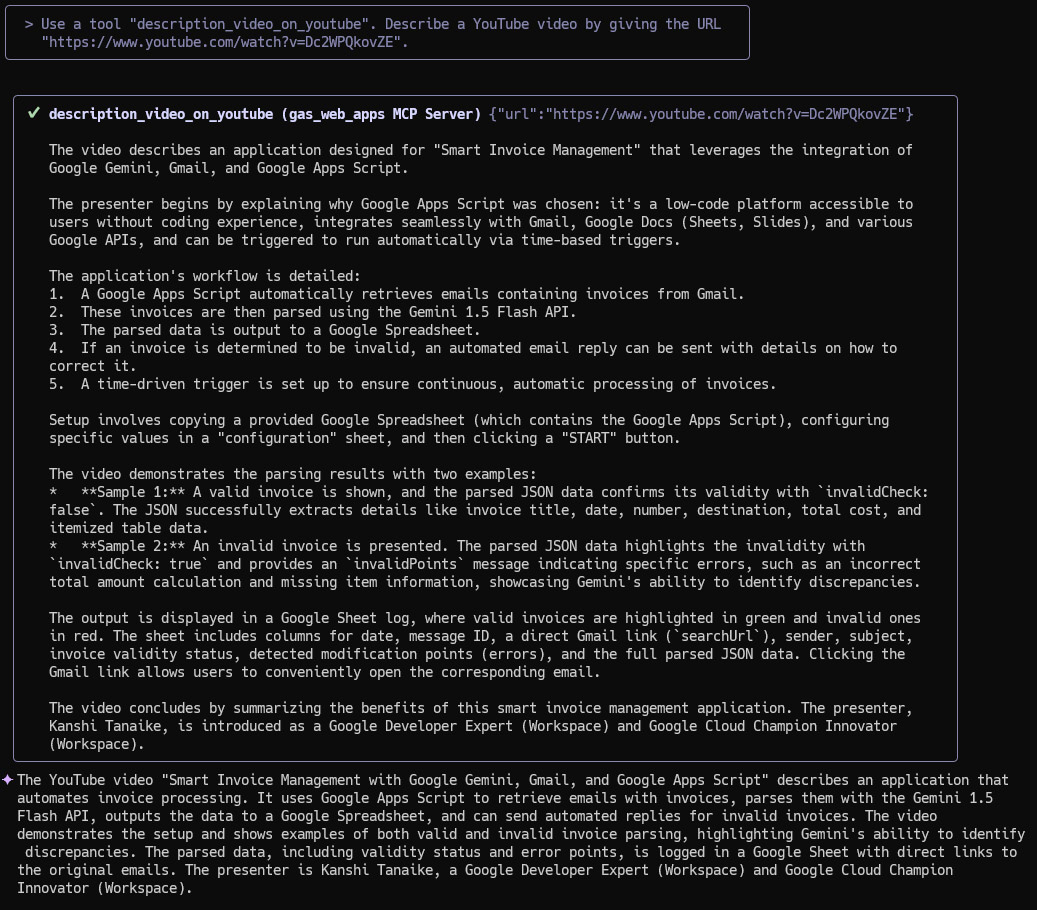 > Use a tool "description_video_on_youtube". Describe a YouTube video by giving the URL
"https://www.youtube.com/watch?v=Dc2WPQkovZE".
✓ description_video_on_youtube (gas_web_apps MCP Server) {"url":"https://www.youtube.com/watch?v=Dc2WPQkovZE"}
The video describes an application designed for "Smart Invoice Management" that leverages the integration of
Google Gemini, Gmail, and Google Apps Script.
The presenter begins by explaining why Google Apps Script was chosen: it's a low-code platform accessible to
users without coding experience, integrates seamlessly with Gmail, Google Docs (Sheets, Slides), and various
Google APIs, and can be triggered to run automatically via time-based triggers.
The application's workflow is detailed:
1.  A Google Apps Script automatically retrieves emails containing invoices from Gmail.
2.  These invoices are then parsed using the Gemini 1.5 Flash API.
3.  The parsed data is output to a Google Spreadsheet.
4.  If an invoice is determined to be invalid, an automated email reply can be sent with details on how to
correct it.
5.  A time-driven trigger is set up to ensure continuous, automatic processing of invoices.
Setup involves copying a provided Google Spreadsheet (which contains the Google Apps Script), configuring
specific values in a "configuration" sheet, and then clicking a "START" button.
The video demonstrates the parsing results with two examples:
*   **Sample 1:** A valid invoice is shown, and the parsed JSON data confirms its validity with `invalidCheck:
false`. The JSON successfully extracts details like invoice title, date, number, destination, total cost, and
itemized table data.
*   **Sample 2:** An invalid invoice is presented. The parsed JSON data highlights the invalidity with
`invalidCheck: true` and provides an `invalidPoints` message indicating specific errors, such as an incorrect
total amount calculation and missing item information, showcasing Gemini's ability to identify discrepancies.
The output is displayed in a Google Sheet log, where valid invoices are highlighted in green and invalid ones
in red. The sheet includes columns for date, message ID, a direct Gmail link (`searchUrl`), sender, subject,
invoice validity status, detected modification points (errors), and the full parsed JSON data. Clicking the
Gmail link allows users to conveniently open the corresponding email.
The video concludes by summarizing the benefits of this smart invoice management application. The presenter,
Kanshi Tanaike, is introduced as a Google Developer Expert (Workspace) and Google Cloud Champion Innovator
(Workspace).
✦ The YouTube video "Smart Invoice Management with Google Gemini, Gmail, and Google Apps Script" describes an application that
automates invoice processing. It uses Google Apps Script to retrieve emails with invoices, parses them with the Gemini 1.5
Flash API, outputs the data to a Google Spreadsheet, and can send automated replies for invalid invoices. The video
demonstrates the setup and shows examples of both valid and invalid invoice parsing, highlighting Gemini's ability to identify
discrepancies. The parsed data, including validity status and error points, is logged in a Google Sheet with direct links to
the original emails. The presenter is Kanshi Tanaike, a Google Developer Expert (Workspace) and Google Cloud Champion
Innovator (Workspace).